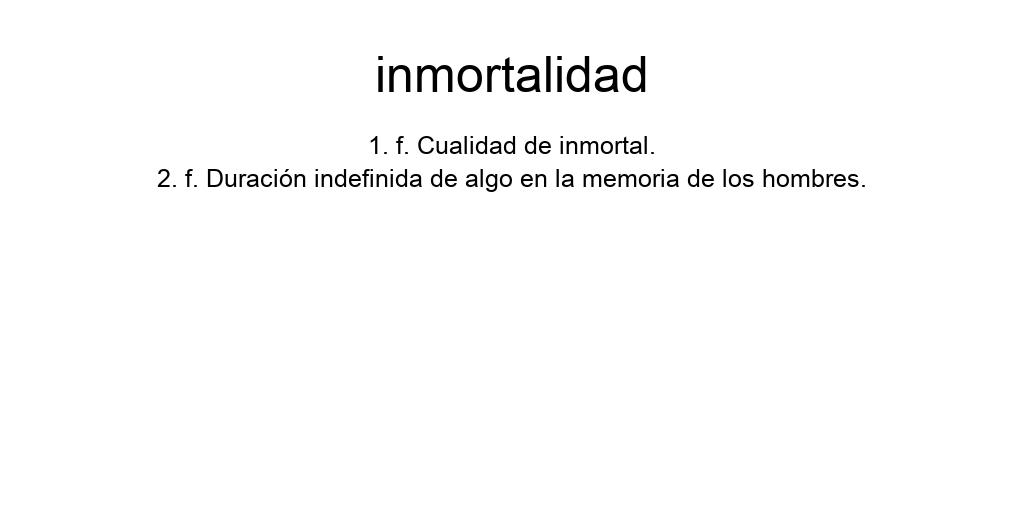 inmortalidad
1. f. Cualidad de inmortal.
2. f. Duración indefinida de algo en la memoria de los hombres.